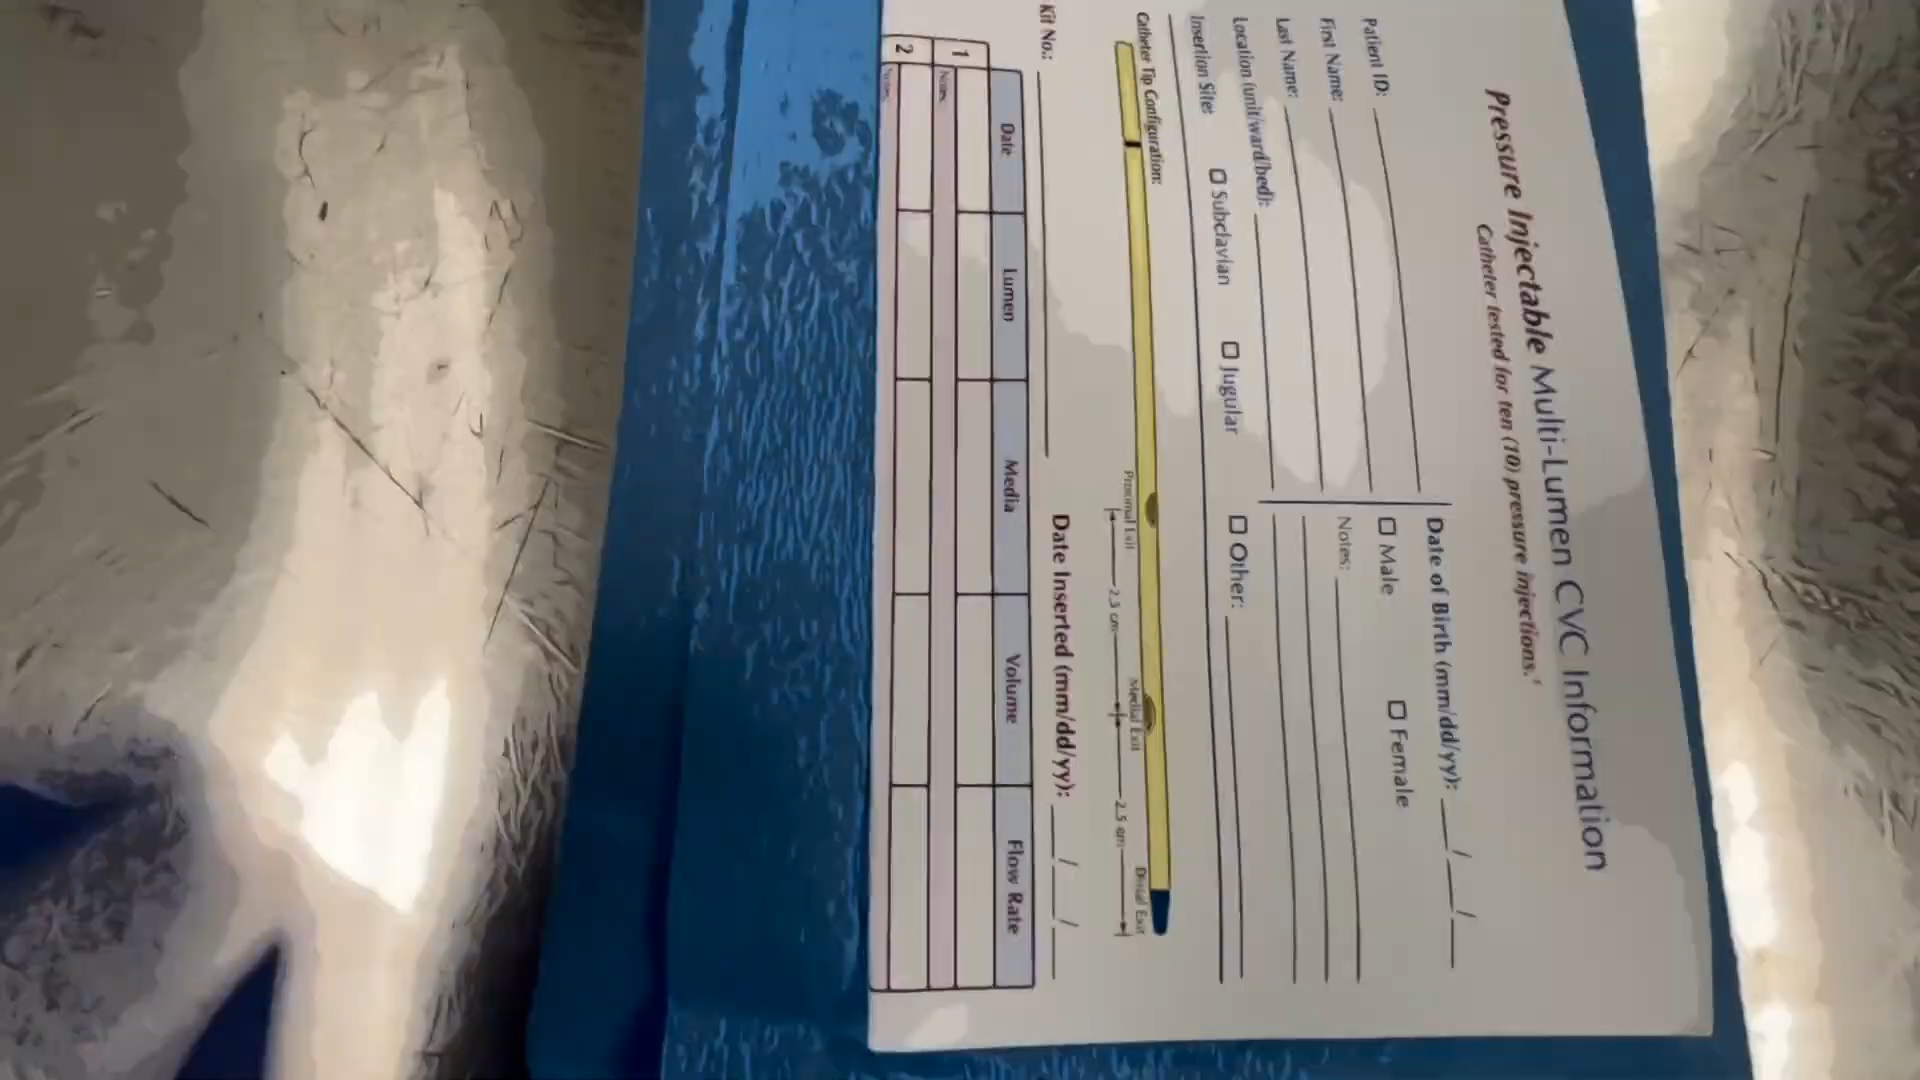 Pressure Injectable Multi-Lumen CVC Information
Catheter tested for ten (10) pressure injections.¹
Patient ID:
Date of Birth (mm/dd/yy): / /
First Name:
☐ Male ☐ Female
Last Name:
Notes:
Location (unit/ward/bed):
Insertion Site: ☐ Subclavian ☐ Jugular ☐ Other:
Catheter Tip Configuration:
Proximal Exit Medial Exit Distal Exit
2.5 cm 2.5 cm
Kit No.: Date Inserted (mm/dd/yy): / /
Date Lumen Media Volume Flow Rate
1
Notes:
2
Notes: